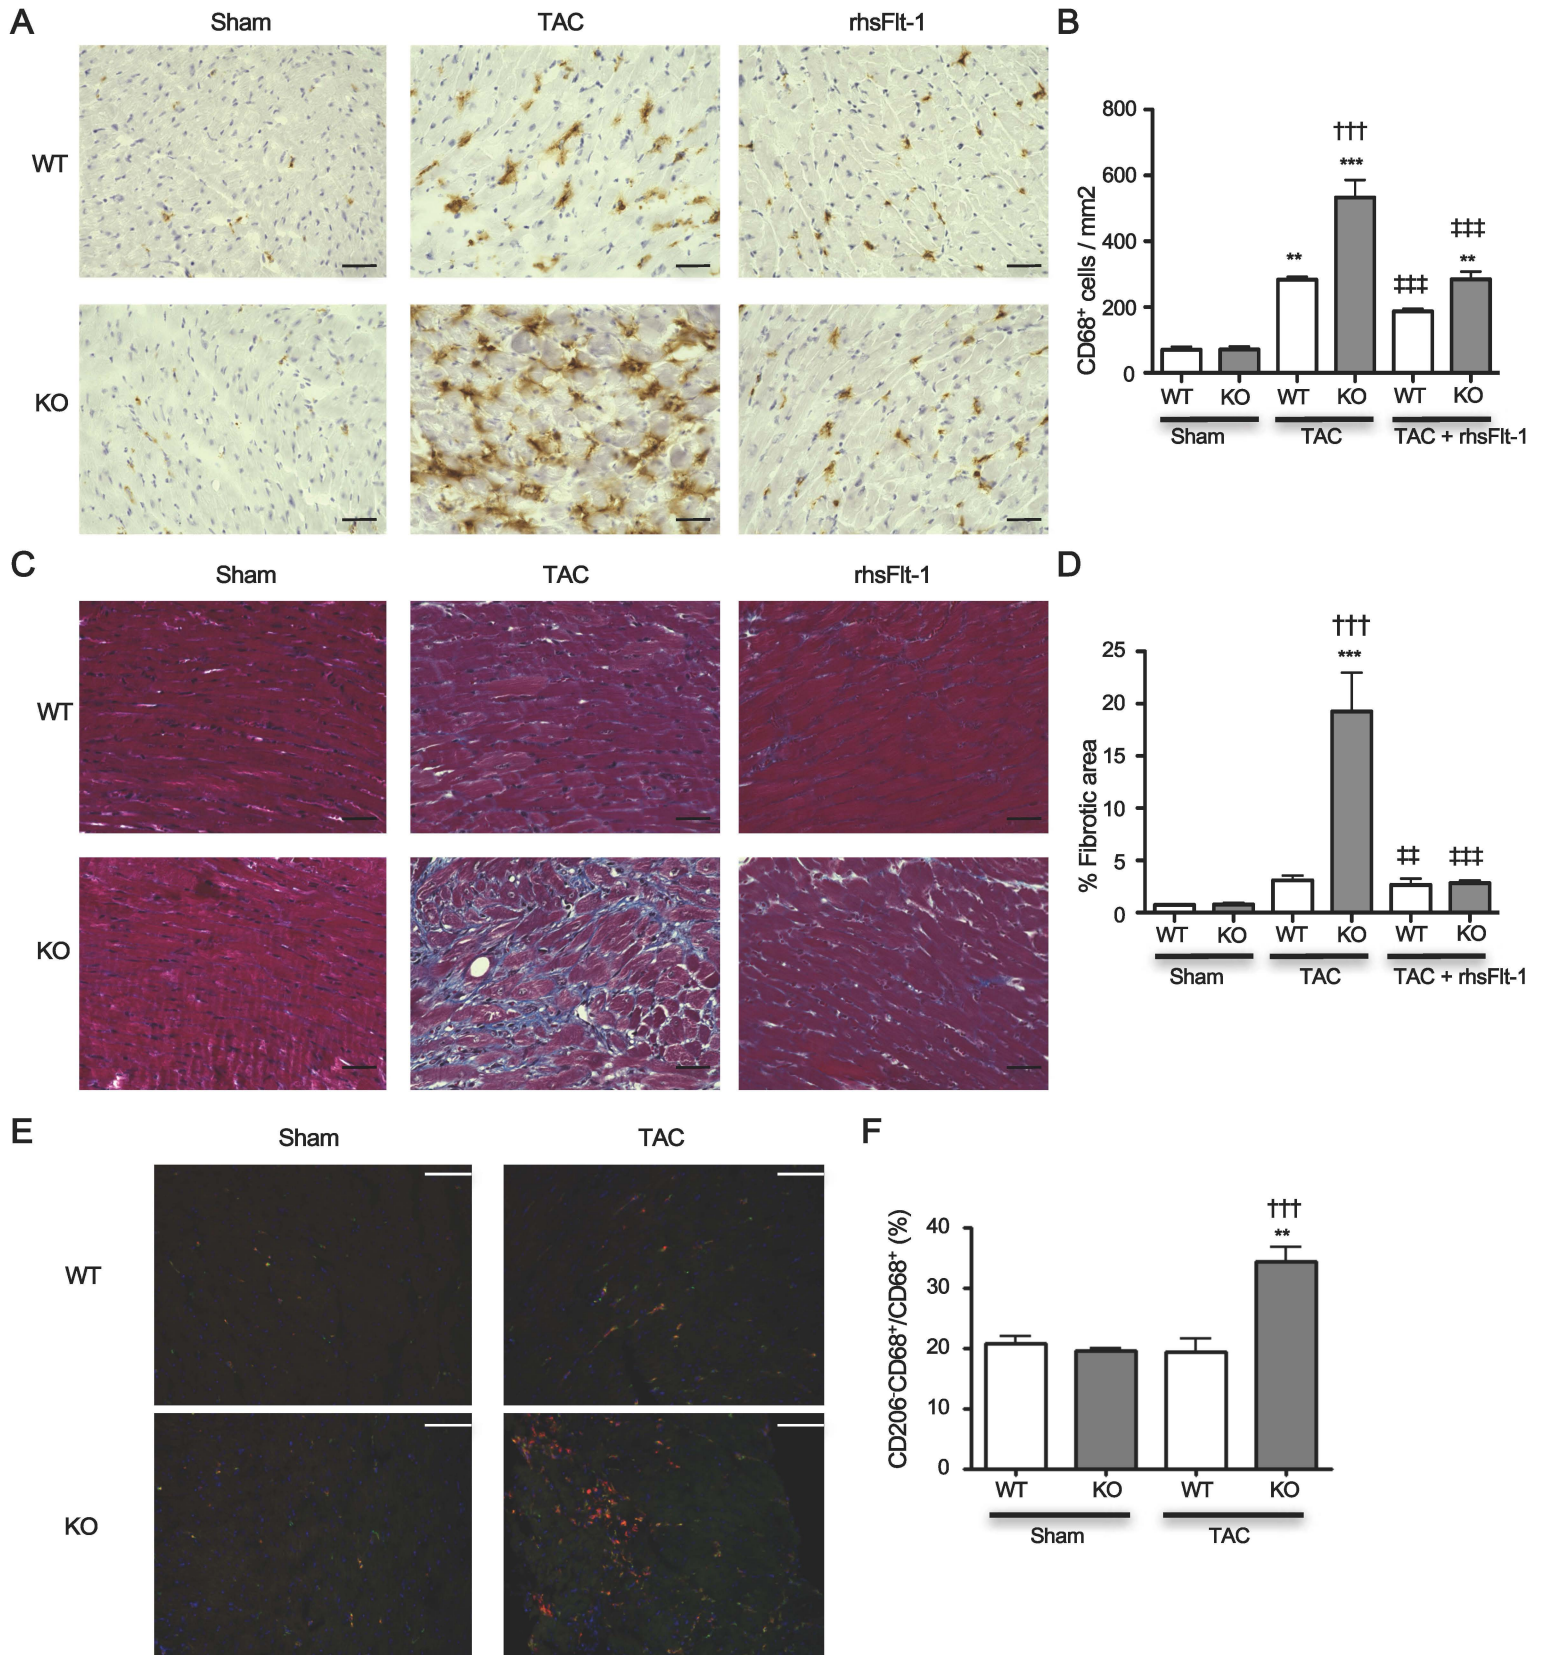 A
Sham
TAC
rhsFlt-1
WT
KO
B
CD68+ cells / mm2
800
600
400
200
0
**
†††
***
‡‡‡
‡‡‡
**
WT
KO
WT
KO
WT
KO
Sham
TAC
TAC + rhsFlt-1
C
Sham
TAC
rhsFlt-1
WT
KO
D
% Fibrotic area
25
20
15
10
5
0
†††
***
‡‡
‡‡‡
WT
KO
WT
KO
WT
KO
Sham
TAC
TAC + rhsFlt-1
E
Sham
TAC
WT
KO
F
CD206-CD68+/CD68+ (%)
40
30
20
10
0
†††
**
WT
KO
WT
KO
Sham
TAC